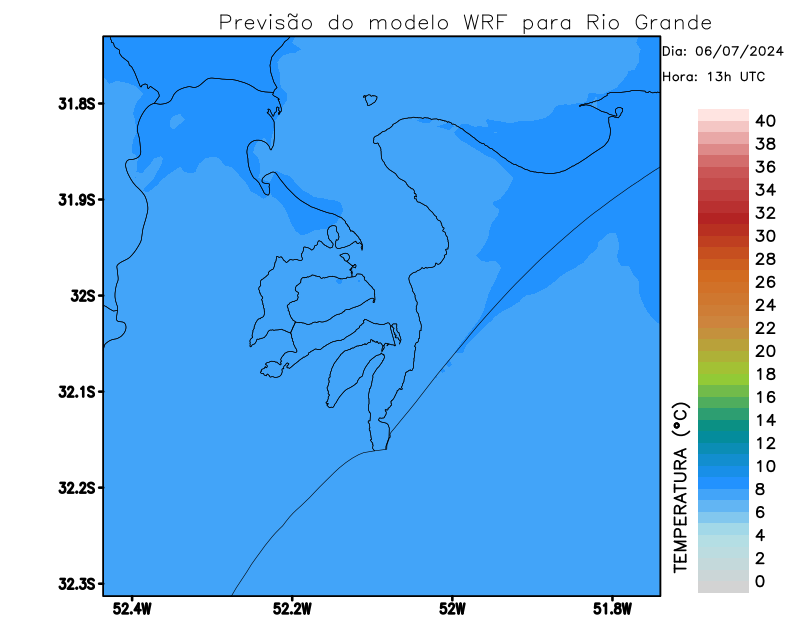 Previsão do modelo WRF para Rio Grande
Dia: 06/07/2024
Hora: 13h UTC
31.8S
31.9S
32S
32.1S
32.2S
32.3S
52.4W
52.2W
52W
51.8W
TEMPERATURA (°C)
40
38
36
34
32
30
28
26
24
22
20
18
16
14
12
10
8
6
4
2
0